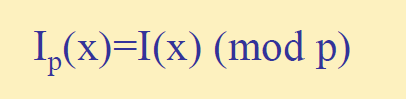 Iₚ(x)=I(x) (mod p)